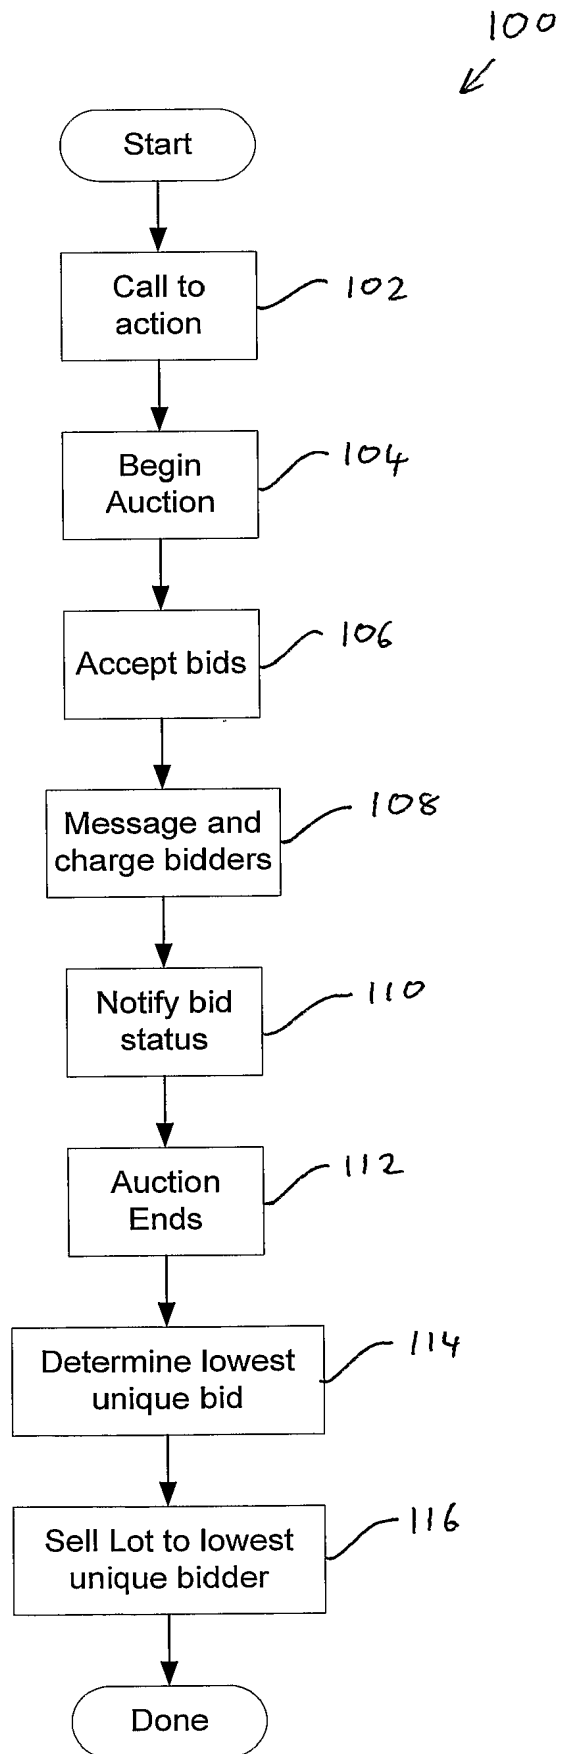 100
Start
Call to
action
102
Begin
Auction
104
Accept bids
106
Message and
charge bidders
108
Notify bid
status
110
Auction
Ends
112
Determine lowest
unique bid
114
Sell Lot to lowest
unique bidder
116
Done